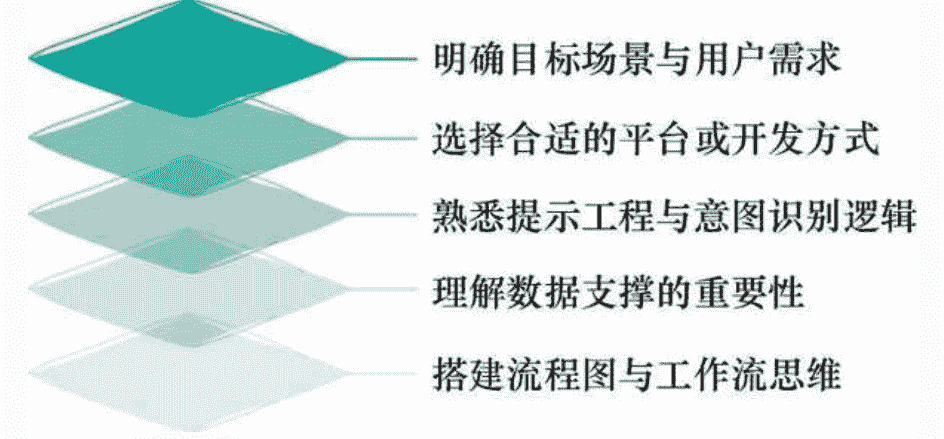 明确目标场景与用户需求
选择合适的平台或开发方式
熟悉提示工程与意图识别逻辑
理解数据支撑的重要性
搭建流程图与工作流思维